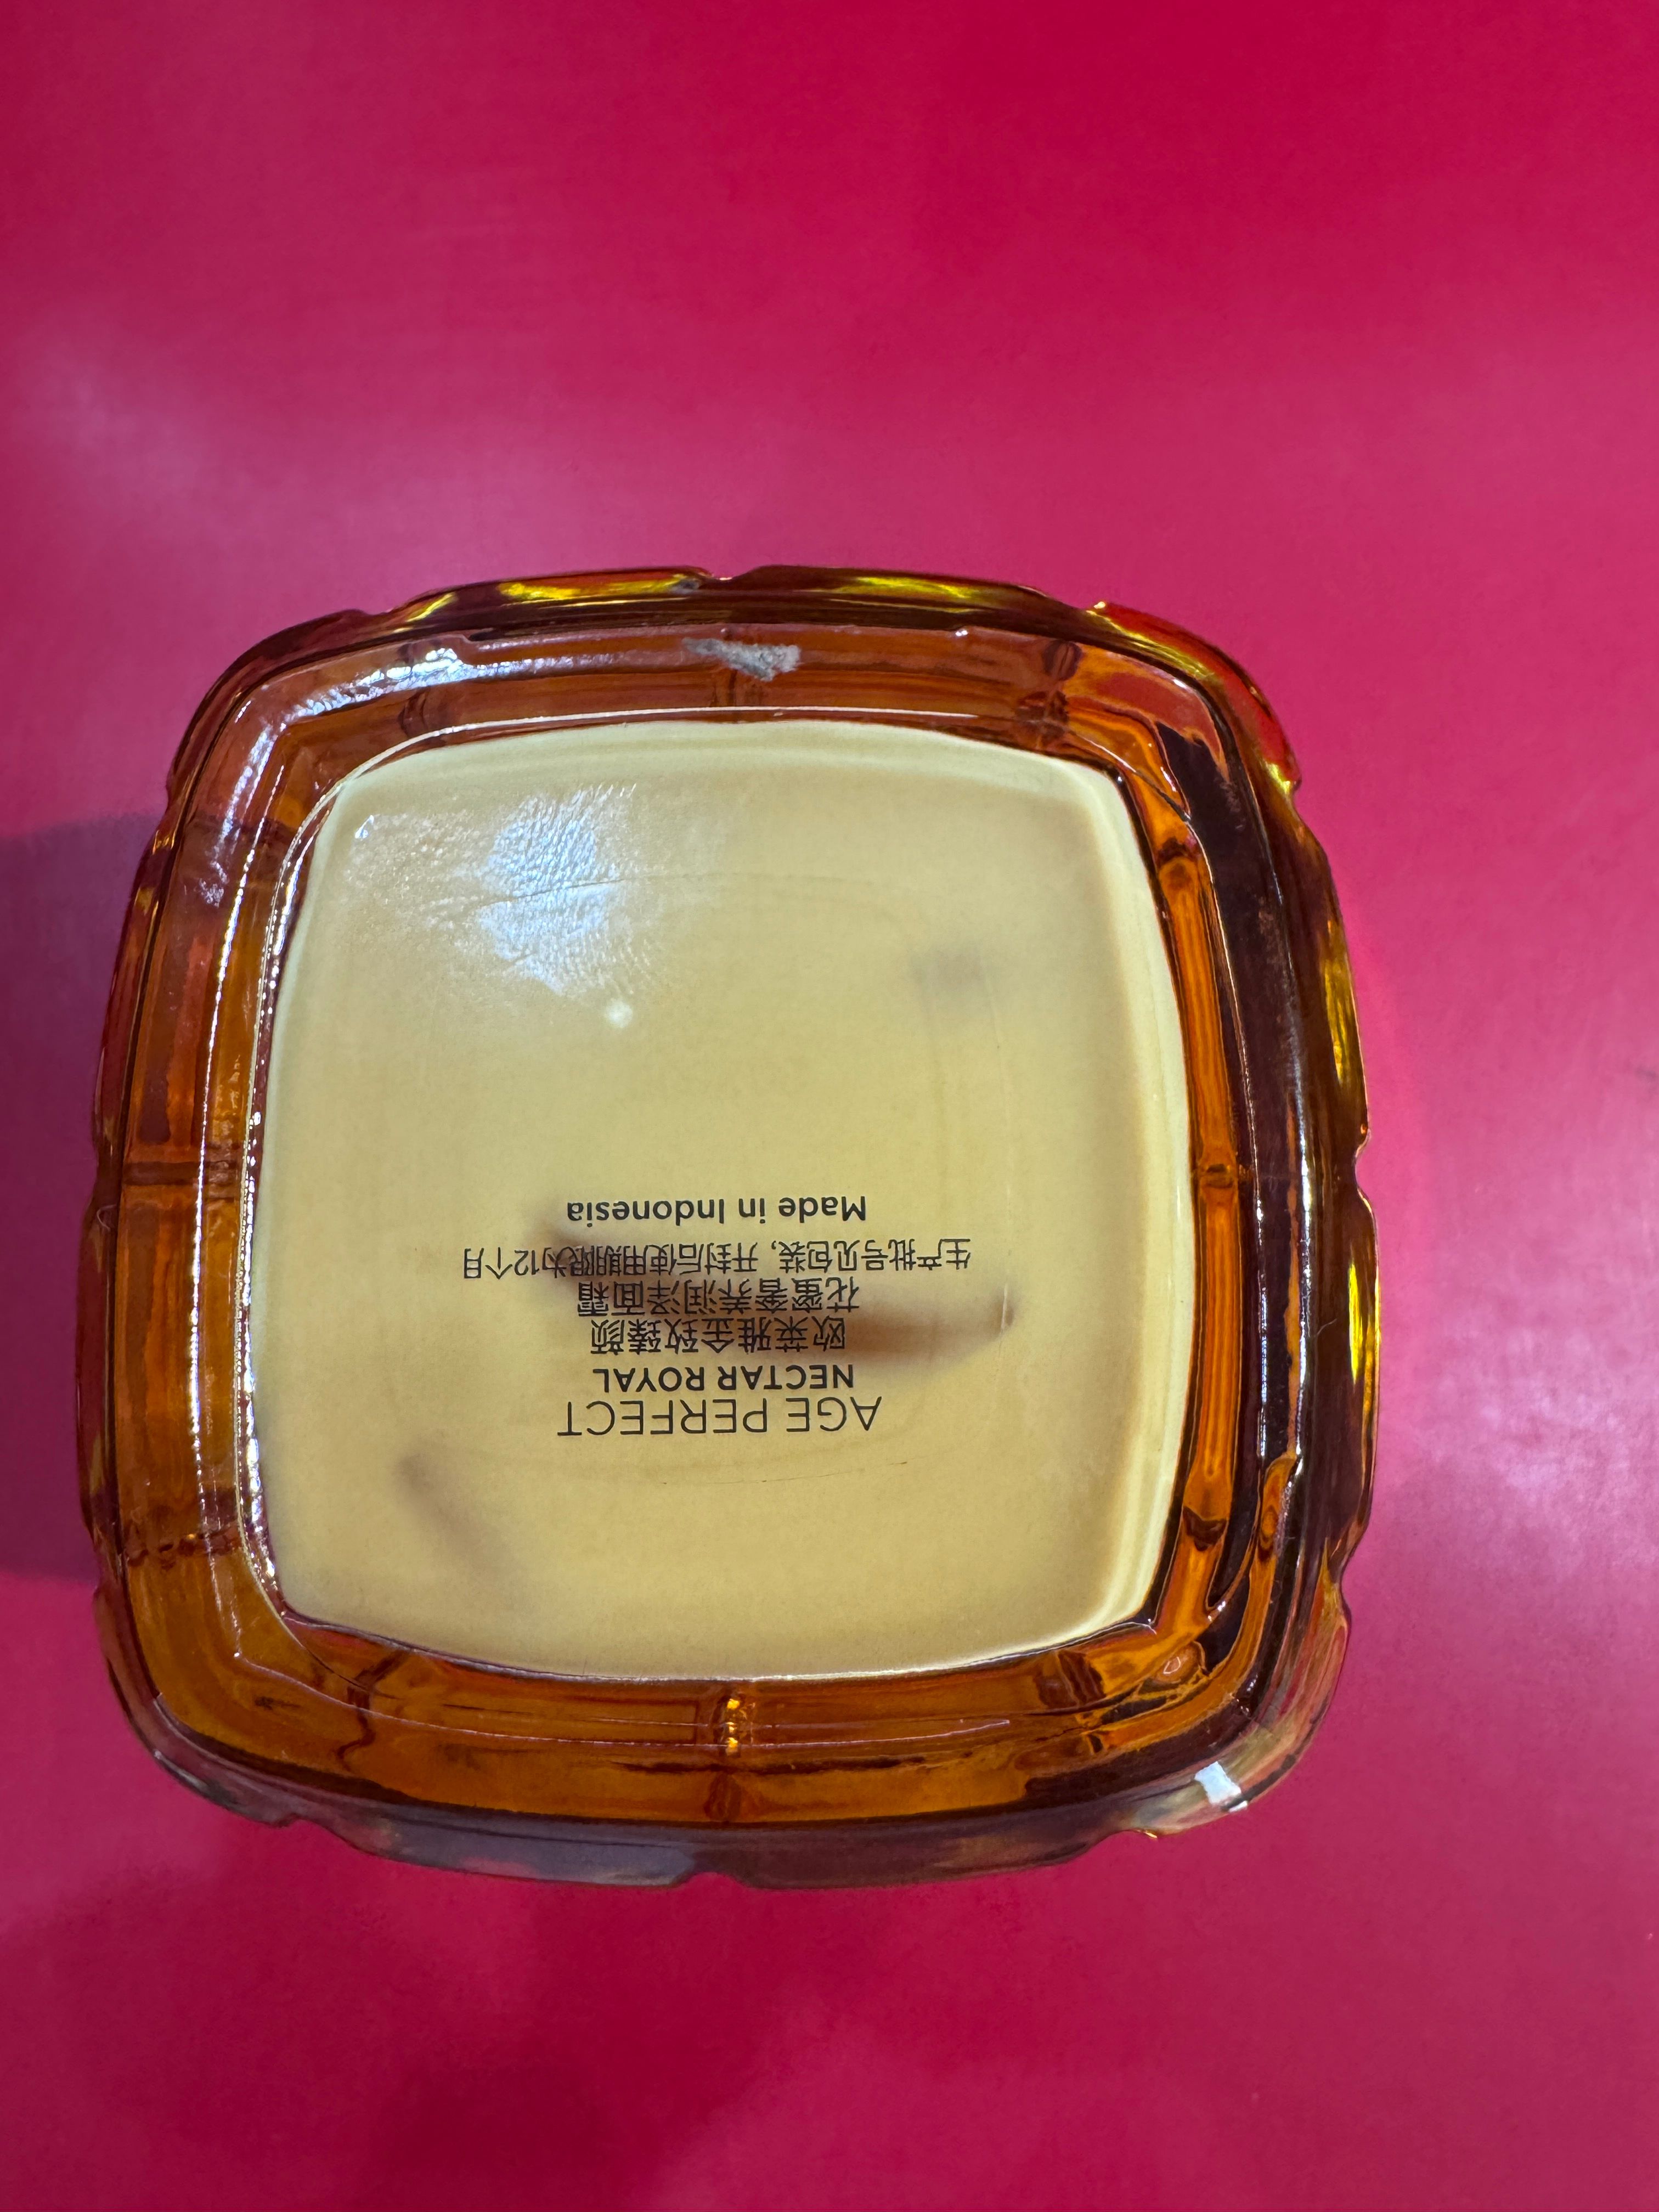 AGE PERFECT
NECTAR ROYAL
欧莱雅金致臻颜
花蜜奢养润泽面霜
生产批号见包装，开封后使用期限为12个月
Made in Indonesia